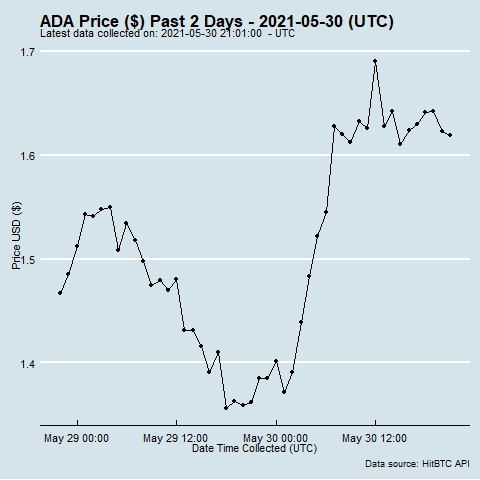 ADA Price ($) Past 2 Days - 2021-05-30 (UTC)
Latest data collected on: 2021-05-30 21:01:00 - UTC
1.7
1.6
1.5
1.4
Price USD ($)
May 29 00:00 May 29 12:00 May 30 00:00 May 30 12:00
Date Time Collected (UTC)
Data source: HitBTC API